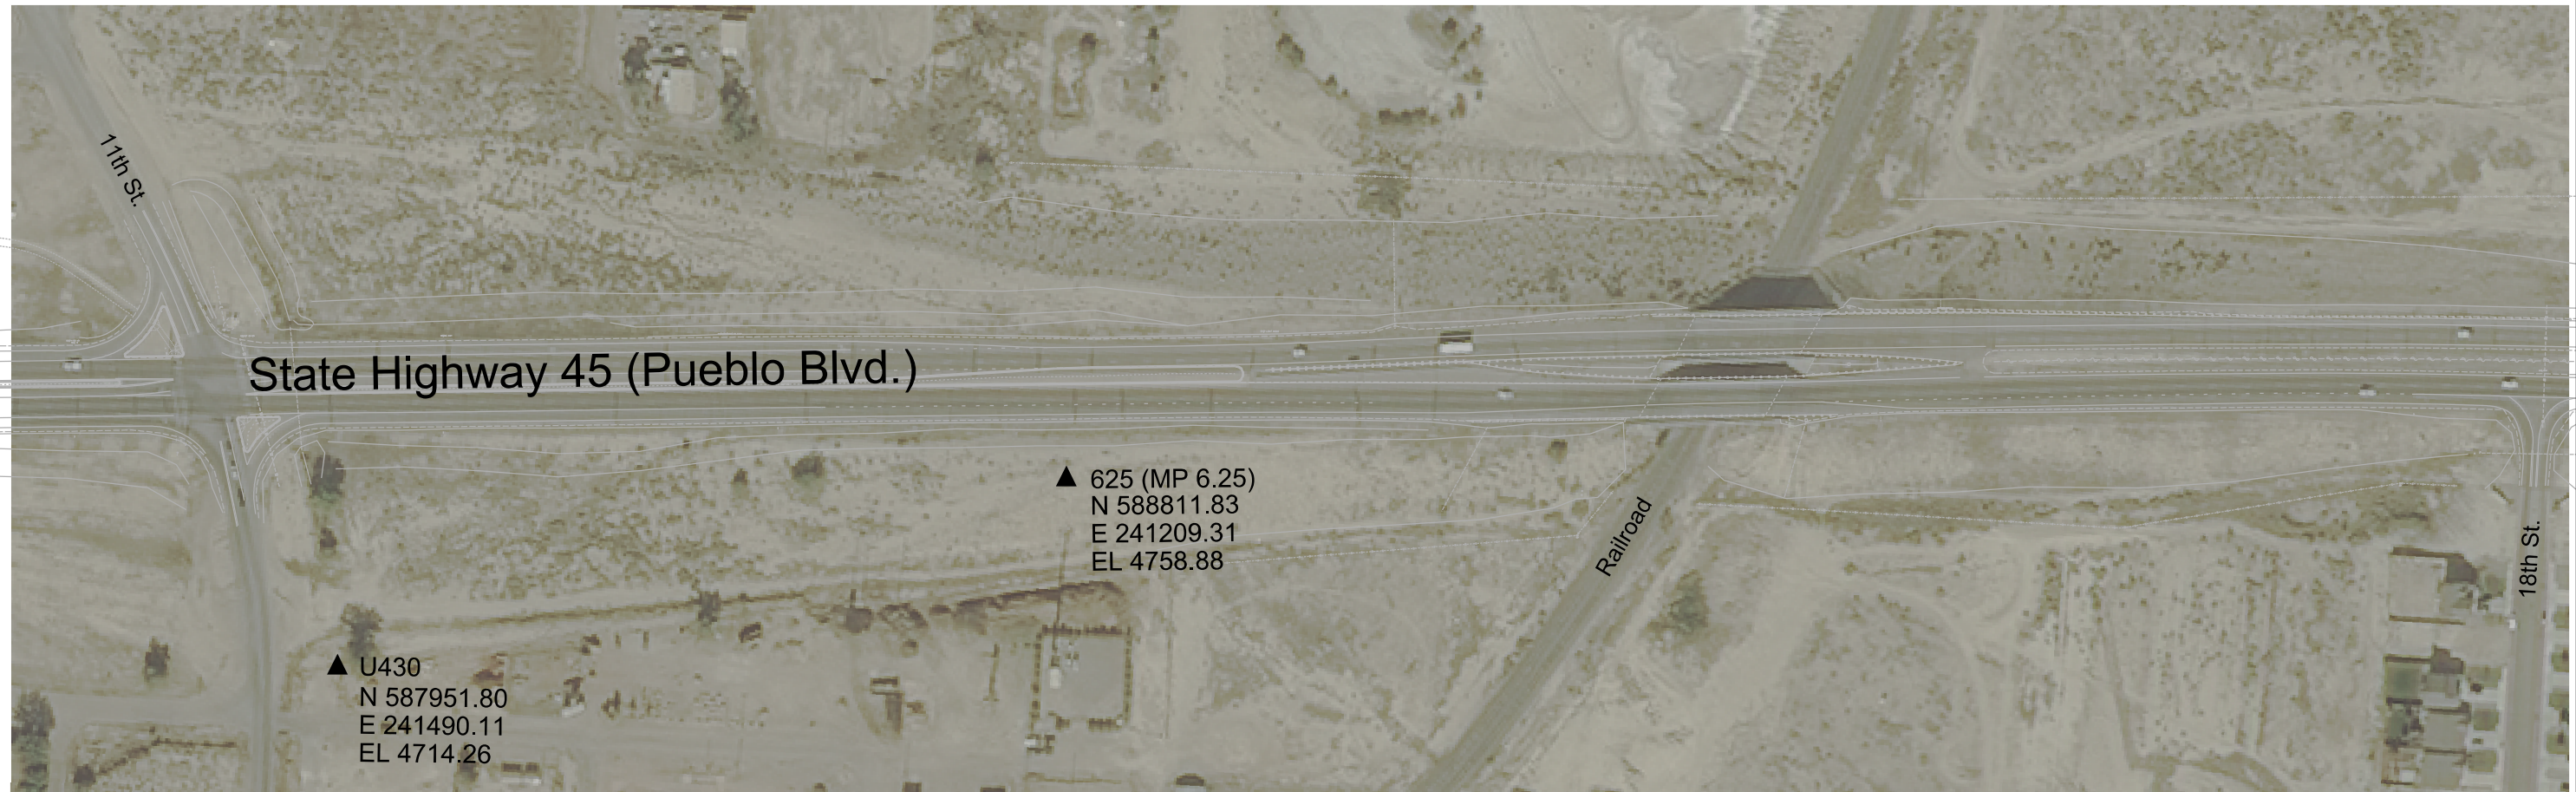 11th St.
State Highway 45 (Pueblo Blvd.)
625 (MP 6.25)
N 588811.83
E 241209.31
EL 4758.88
Railroad
18th St.
U430
N 587951.80
E 241490.11
EL 4714.26